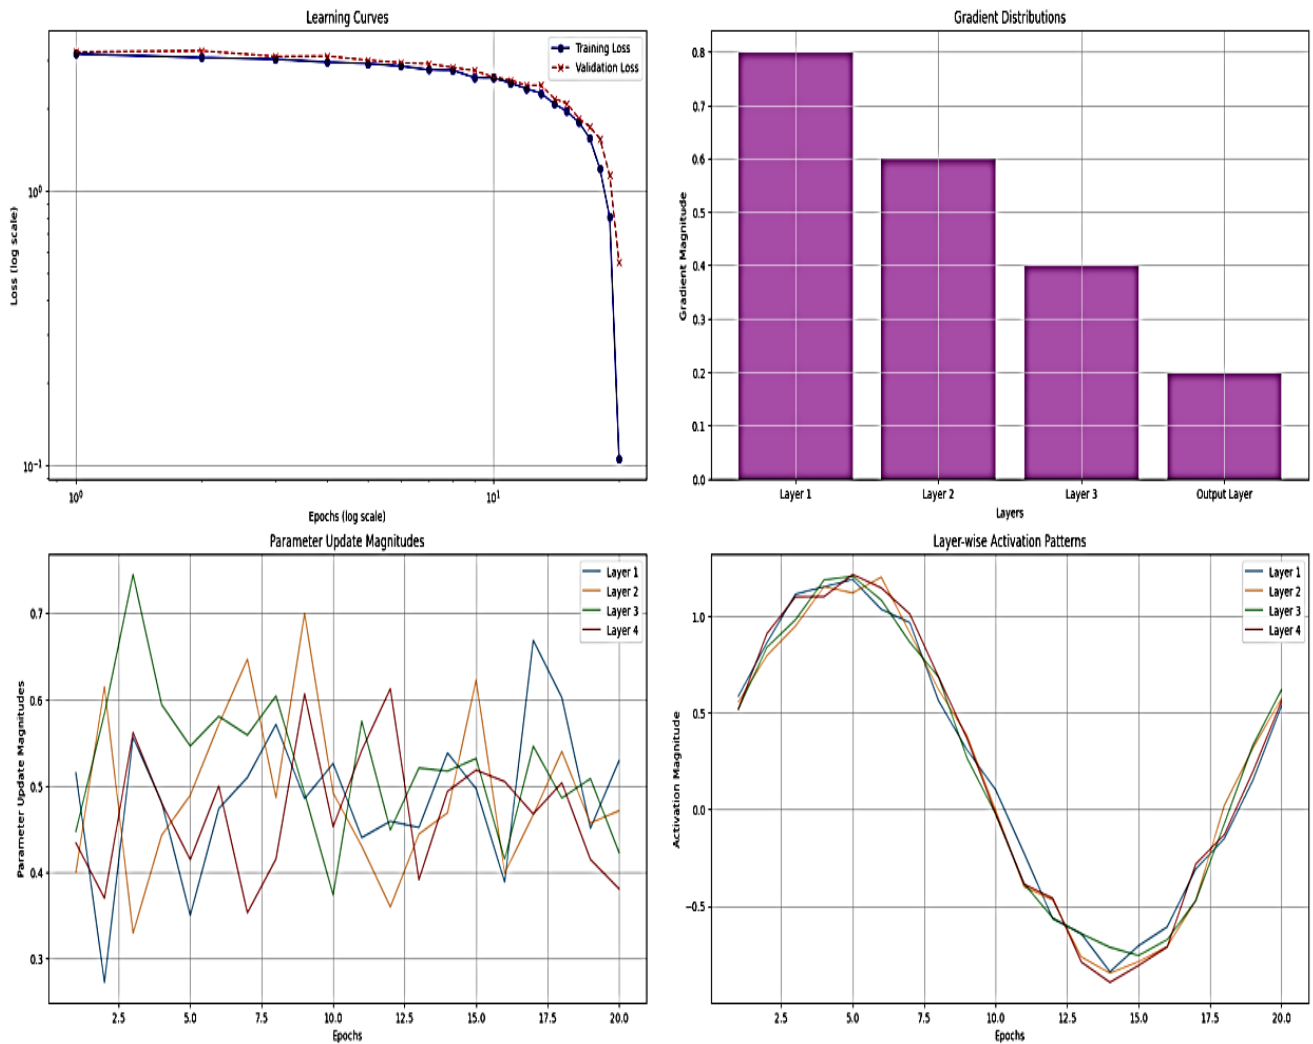 Learning Curves
Training Loss
Validation Loss
10⁰
10⁻¹
Loss (log scale)
10⁰
10¹
Epochs (log scale)
Gradient Distributions
0.8
0.7
0.6
0.5
0.4
0.3
0.2
0.1
0.0
Gradient Magnitude
Layer 1
Layer 2
Layer 3
Output Layer
Layers
Parameter Update Magnitudes
Layer 1
Layer 2
Layer 3
Layer 4
0.7
0.6
0.5
0.4
0.3
Parameter Update Magnitudes
2.5
5.0
7.5
10.0
12.5
15.0
17.5
20.0
Epochs
Layer-wise Activation Patterns
Layer 1
Layer 2
Layer 3
Layer 4
1.0
0.5
0.0
−0.5
Activation Magnitude
2.5
5.0
7.5
10.0
12.5
15.0
17.5
20.0
Epochs